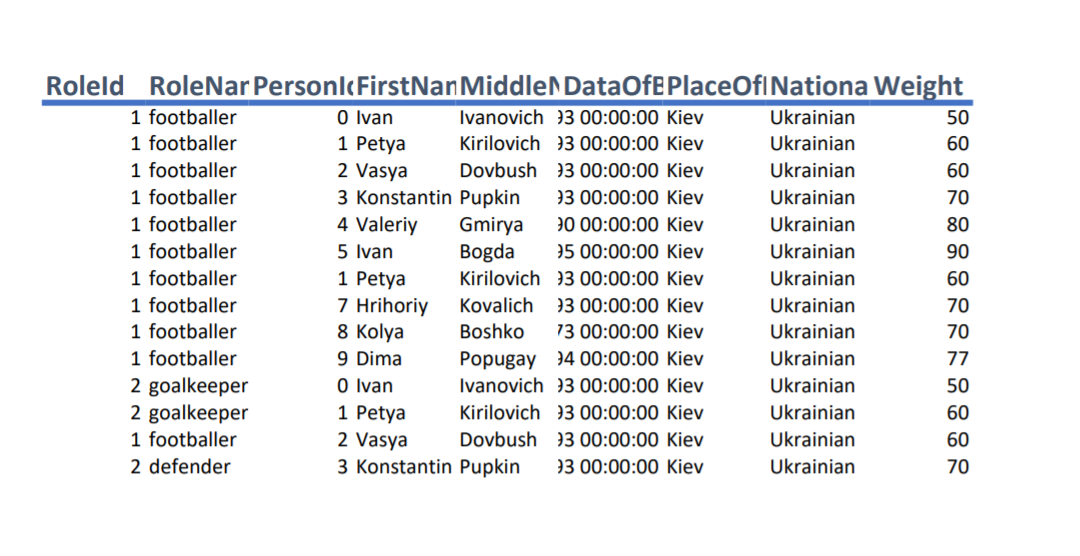 RoleId RoleNar PersonId FirstNan MiddleN DataOfB PlaceOfI Nationa Weight
1 footballer 0 Ivan Ivanovich 93 00:00:00 Kiev Ukrainian 50
1 footballer 1 Petya Kirilovich 93 00:00:00 Kiev Ukrainian 60
1 footballer 2 Vasya Dovbush 93 00:00:00 Kiev Ukrainian 60
1 footballer 3 Konstantin Pupkin 93 00:00:00 Kiev Ukrainian 70
1 footballer 4 Valeriy Gmirya 90 00:00:00 Kiev Ukrainian 80
1 footballer 5 Ivan Bogda 95 00:00:00 Kiev Ukrainian 90
1 footballer 1 Petya Kirilovich 93 00:00:00 Kiev Ukrainian 60
1 footballer 7 Hrihoriy Kovalich 93 00:00:00 Kiev Ukrainian 70
1 footballer 8 Kolya Boshko 73 00:00:00 Kiev Ukrainian 70
1 footballer 9 Dima Popugay 94 00:00:00 Kiev Ukrainian 77
2 goalkeeper 0 Ivan Ivanovich 93 00:00:00 Kiev Ukrainian 50
2 goalkeeper 1 Petya Kirilovich 93 00:00:00 Kiev Ukrainian 60
1 footballer 2 Vasya Dovbush 93 00:00:00 Kiev Ukrainian 60
2 defender 3 Konstantin Pupkin 93 00:00:00 Kiev Ukrainian 70